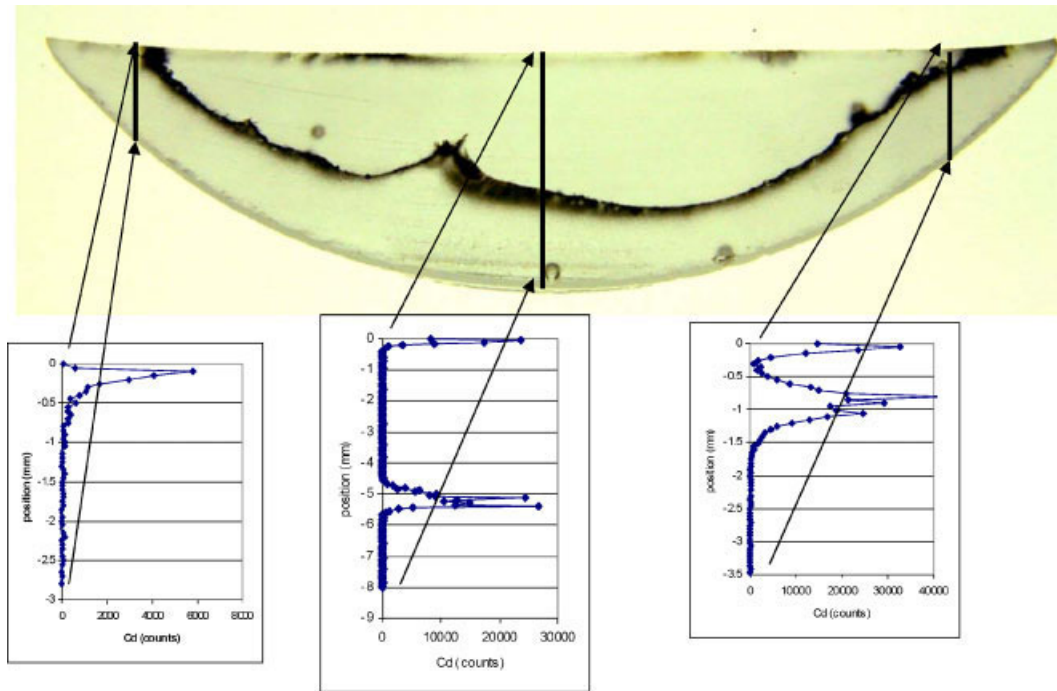 0
-0.5
-1
-1.5
-2
-2.5
-3
position (mm)
0 2000 4000 6000 8000
Cd (counts)
0
-1
-2
-3
-4
-5
-6
-7
-8
-9
position (mm)
0 10000 20000 30000
Cd (counts)
0
-0.5
-1
-1.5
-2
-2.5
-3
-3.5
position (mm)
0 10000 20000 30000 40000
Cd (counts)